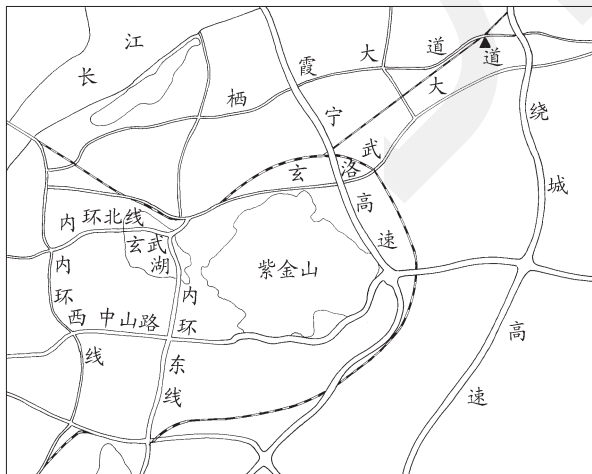 长江
栖霞大道
玄武大道
宁洛高速
绕城高速
内环北线
玄武湖
紫金山
内环西线
中山路
内环东线